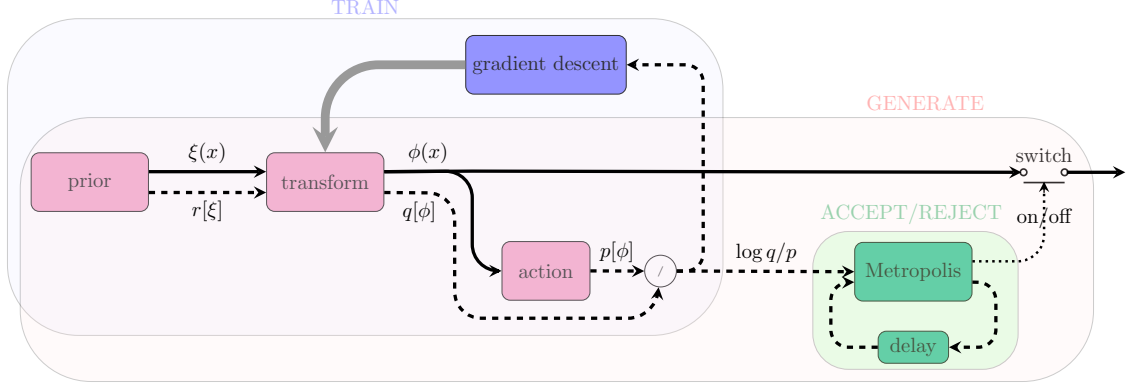 TRAIN
gradient descent
GENERATE
ξ(x)
ϕ(x)
switch
prior
transform
r[ξ]
q[ϕ]
ACCEPT/REJECT
on/off
p[ϕ]
log q/p
action
/
Metropolis
delay